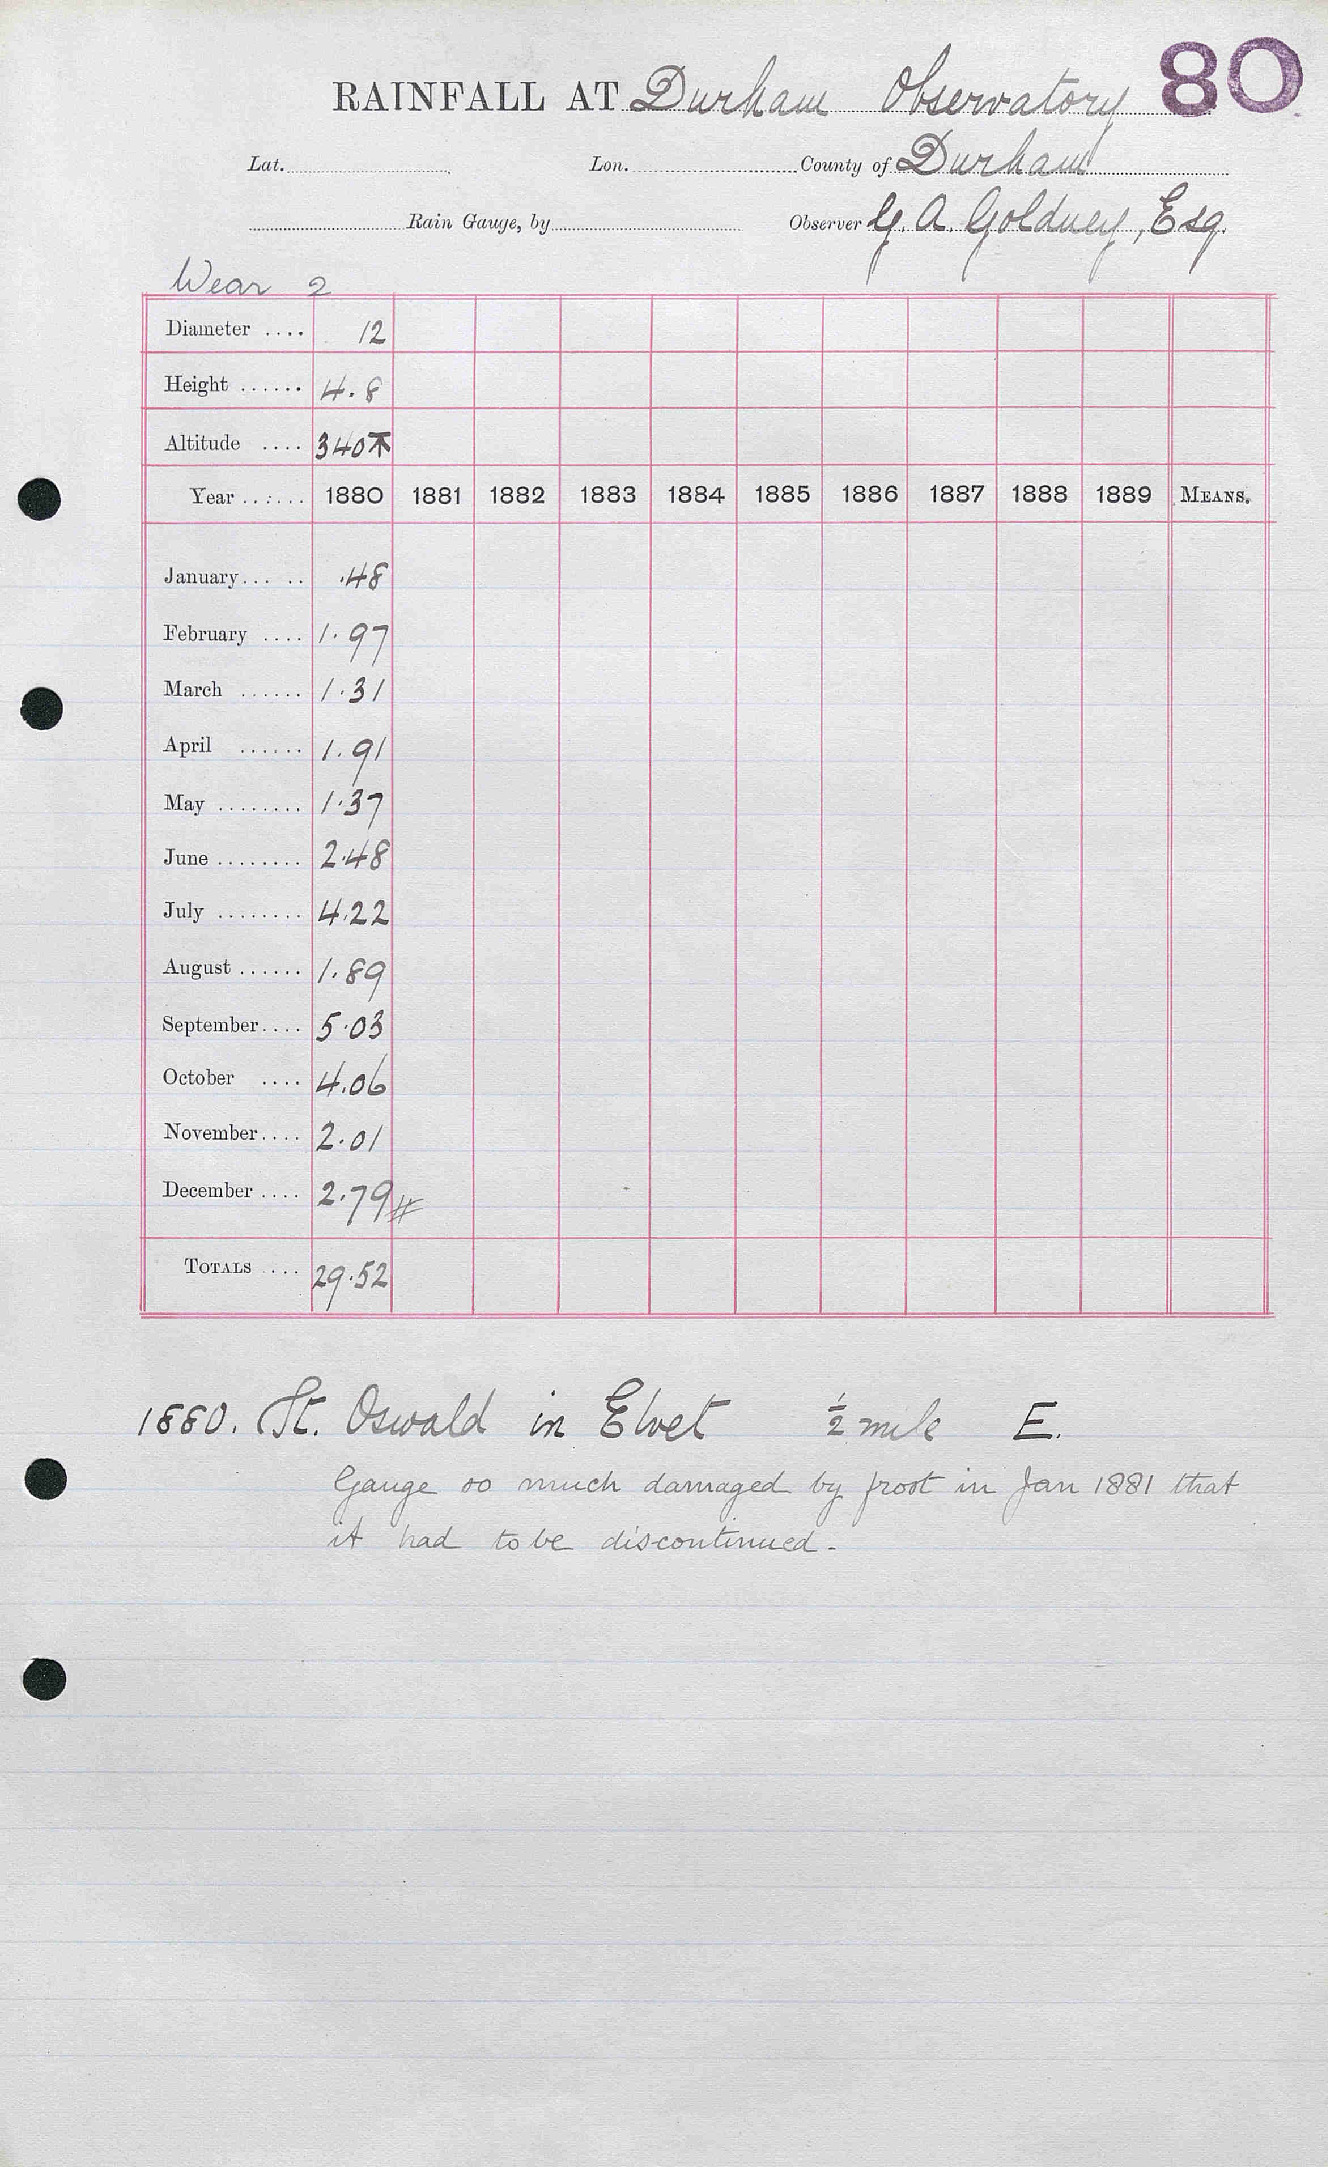 80
RAINFALL AT Durham Observatory
Lat. Lon. County of Durham
Rain Gauge, by Observer G. A. Goldney, Esq.
Wear 2
Diameter .... 12
Height ...... 4.8
Altitude .... 340
Year ...... 1880 1881 1882 1883 1884 1885 1886 1887 1888 1889 MEANS.
January... .. .48
February .... 1.97
March ...... 1.31
April ...... 1.91
May ........ 1.37
June ........ 2.48
July ........ 4.22
August ...... 1.89
September.... 5.03
October .... 4.06
November.... 2.01
December .... 2.79 #
TOTALS .... 29.52
1880. St. Oswald in Elvet ½ mile E.
Gauge so much damaged by frost in Jan 1881 that
it had to be discontinued.